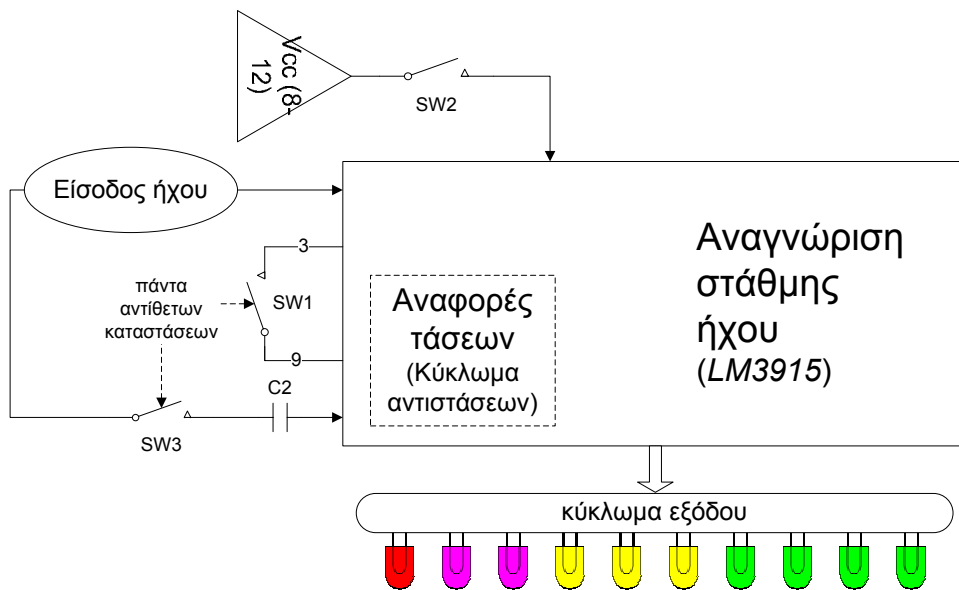 Vcc (8-
12)
SW2
Είσοδος ήχου
3
SW1
9
πάντα
αντίθετων
καταστάσεων
C2
SW3
Αναφορές
τάσεων
(Κύκλωμα
αντιστάσεων)
Αναγνώριση
στάθμης
ήχου
(LM3915)
κύκλωμα εξόδου